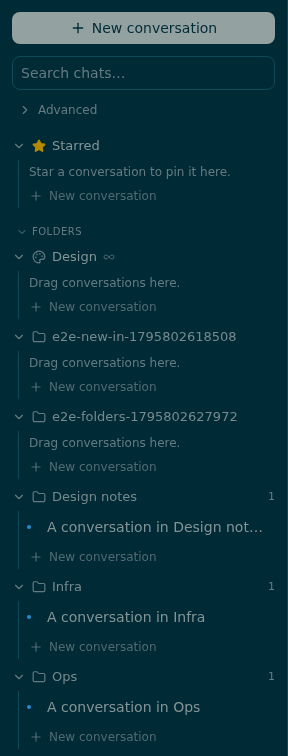 New conversation
Search chats...
Advanced
Starred
Star a conversation to pin it here.
New conversation
FOLDERS
Design
Drag conversations here.
New conversation
e2e-new-in-1795802618508
Drag conversations here.
New conversation
e2e-folders-1795802627972
Drag conversations here.
New conversation
Design notes 1
A conversation in Design not...
New conversation
Infra 1
A conversation in Infra
New conversation
Ops 1
A conversation in Ops
New conversation